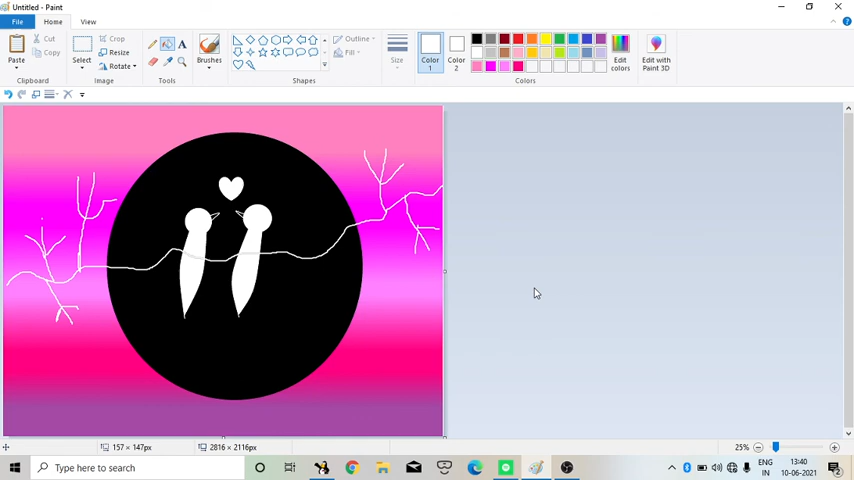 Untitled - Paint
File Home View
Paste
Cut
Copy
Clipboard
Select
Crop
Resize
Rotate
Image
A
Tools
Brushes
Outline
Fill
Shapes
Size
Color 1
Color 2
Edit colors
Colors
Edit with Paint 3D
157 × 147px
2816 × 2116px
25%
Type here to search
ENG
IN
13:40
10-06-2021
2